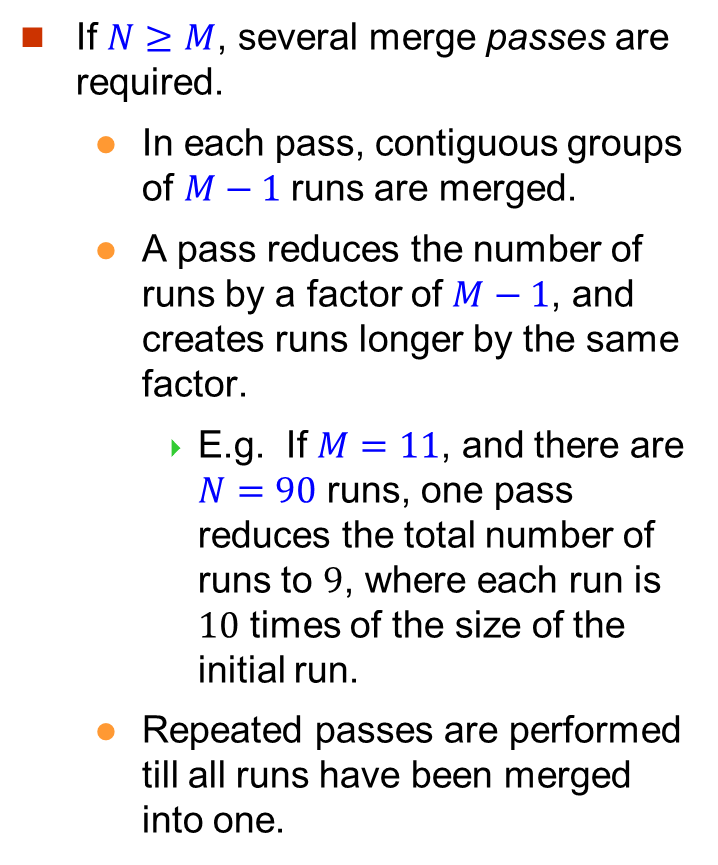 If N ≥ M, several merge passes are
required.
In each pass, contiguous groups
of M − 1 runs are merged.
A pass reduces the number of
runs by a factor of M − 1, and
creates runs longer by the same
factor.
E.g. If M = 11, and there are
N = 90 runs, one pass
reduces the total number of
runs to 9, where each run is
10 times of the size of the
initial run.
Repeated passes are performed
till all runs have been merged
into one.